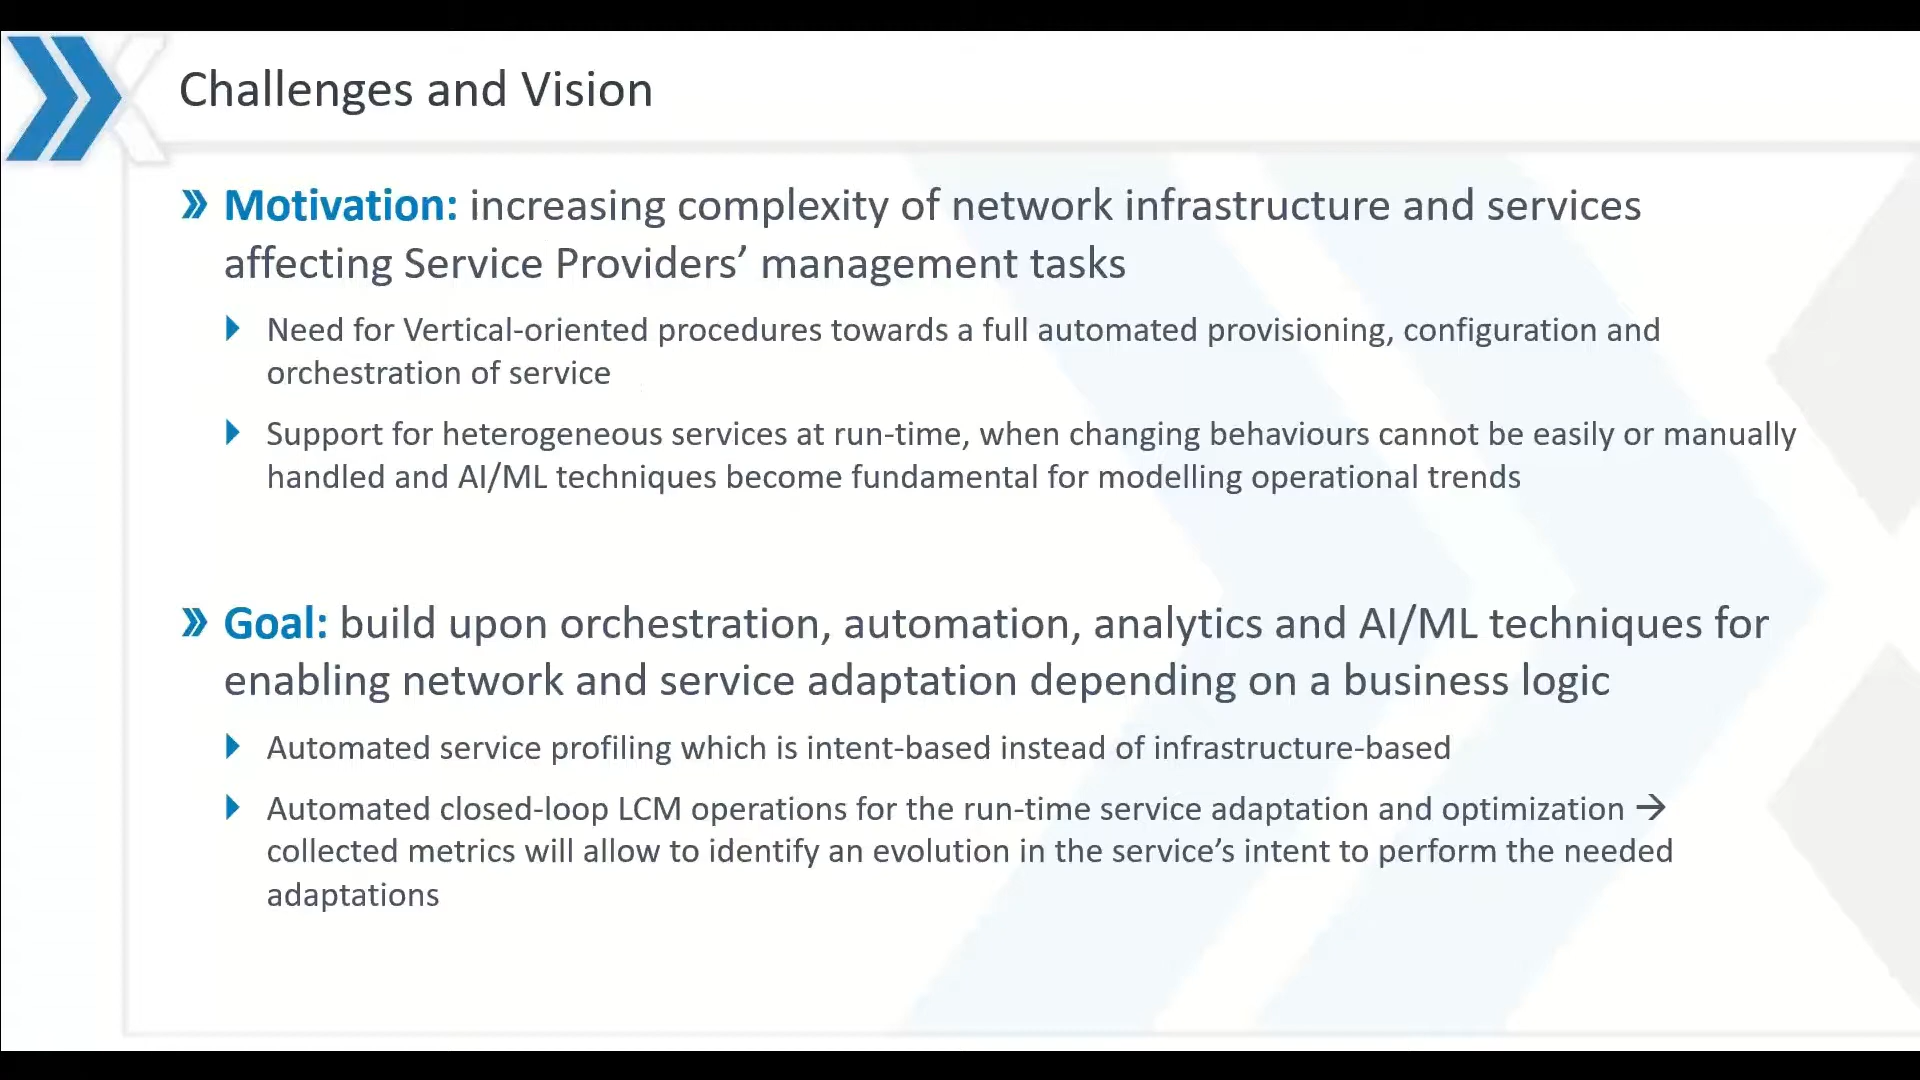 Challenges and Vision
» Motivation: increasing complexity of network infrastructure and services
affecting Service Providers’ management tasks
Need for Vertical-oriented procedures towards a full automated provisioning, configuration and
orchestration of service
Support for heterogeneous services at run-time, when changing behaviours cannot be easily or manually
handled and AI/ML techniques become fundamental for modelling operational trends
» Goal: build upon orchestration, automation, analytics and AI/ML techniques for
enabling network and service adaptation depending on a business logic
Automated service profiling which is intent-based instead of infrastructure-based
Automated closed-loop LCM operations for the run-time service adaptation and optimization →
collected metrics will allow to identify an evolution in the service’s intent to perform the needed
adaptations